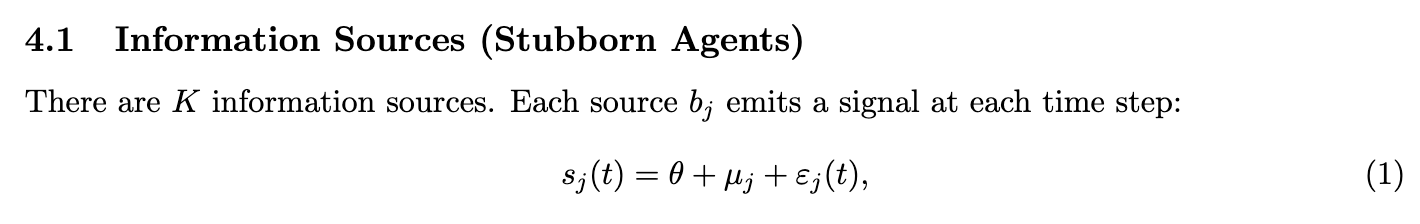 4.1 Information Sources (Stubborn Agents)
There are K information sources. Each source b_j emits a signal at each time step:
s_j(t) = θ + μ_j + ε_j(t), (1)